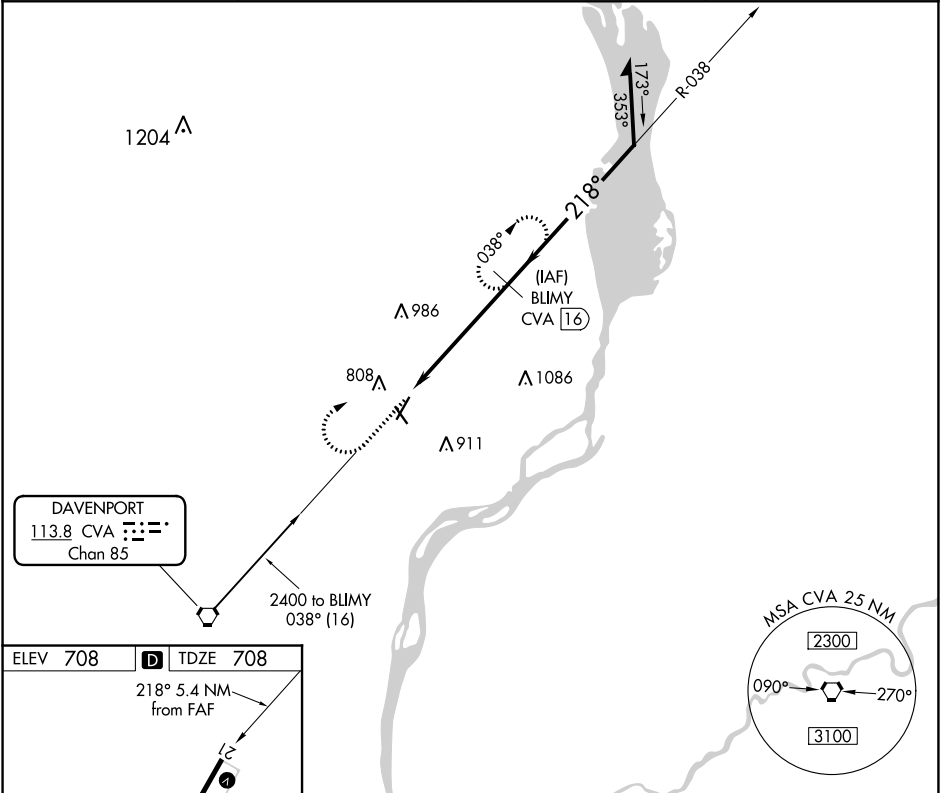 R-038
173°
353°
1204
218°
038°
(IAF)
BLIMY
CVA 16
986
808
1086
911
DAVENPORT
113.8 CVA
Chan 85
2400 to BLIMY
038° (16)
MSA CVA 25 NM
2300
090°
270°
3100
ELEV 708 D TDZE 708
218° 5.4 NM
from FAF
21
V